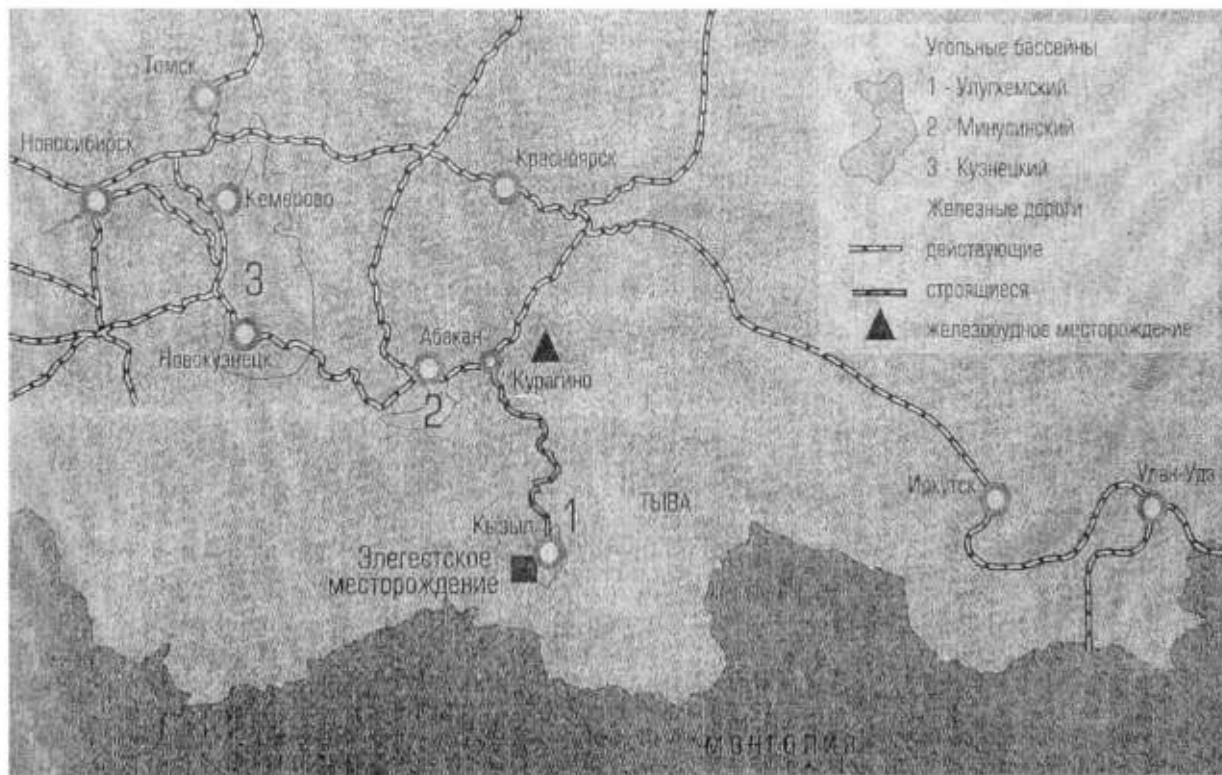 Томск
Новосибирск
Кемерово
Красноярск
3
Новокузнецк
Абакан
Курагино
2
Иркутск
Улан-Удэ
ТЫВА
1
Кызыл
Элегестское
месторождение
МОНГОЛИЯ
Угольные бассейны
1 - Улугхемский
2 - Минусинский
3 - Кузнецкий
Железные дороги
действующие
строящиеся
железорудное месторождение